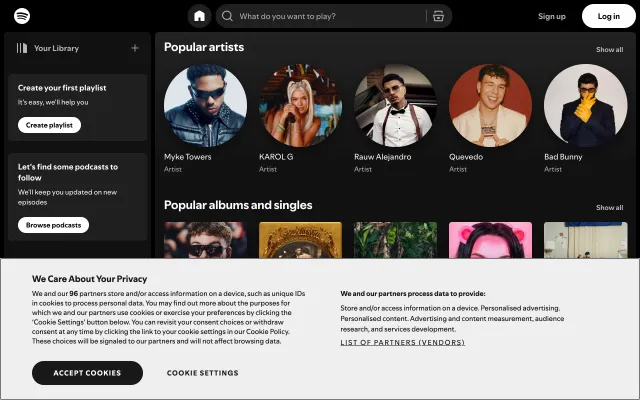 What do you want to play?
Sign up
Log in
Your Library
Create your first playlist
It's easy, we'll help you
Create playlist
Let's find some podcasts to
follow
We'll keep you updated on new
episodes
Browse podcasts
Popular artists
Show all
Myke Towers
KAROL G
Rauw Alejandro
Quevedo
Bad Bunny
Artist
Artist
Artist
Artist
Artist
Popular albums and singles
Show all
We Care About Your Privacy
We and our 96 partners store and/or access information on a device, such as unique IDs
in cookies to process personal data. You may find out more about the purposes for
which we and our partners use cookies or exercise your preferences by clicking the
'Cookie Settings' button below. You can revisit your consent choices or withdraw
consent at any time by clicking the link to your cookie settings in our Cookie Policy.
These choices will be signaled to our partners and will not affect browsing data.
We and our partners process data to provide:
Store and/or access information on a device. Personalised advertising.
Personalised content. Advertising and content measurement, audience
research, and services development.
LIST OF PARTNERS (VENDORS)
ACCEPT COOKIES
COOKIE SETTINGS